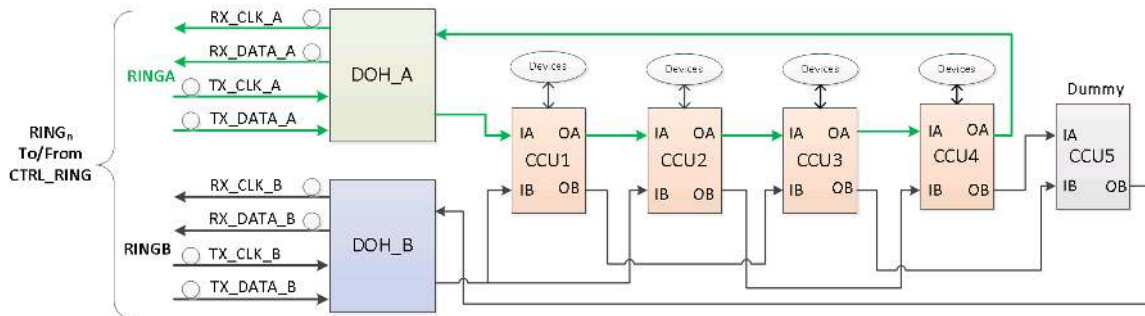 RX_CLK_A
RX_DATA_A
RINGA
TX_CLK_A
TX_DATA_A
DOH_A
RINGn
To/From
CTRL_RING
RX_CLK_B
RX_DATA_B
RINGB
TX_CLK_B
TX_DATA_B
DOH_B
Devices
IA OA
CCU1
IB OB
Devices
IA OA
CCU2
IB OB
Devices
IA OA
CCU3
IB OB
Devices
IA OA
CCU4
IB OB
Dummy
IA
CCU5
IB OB